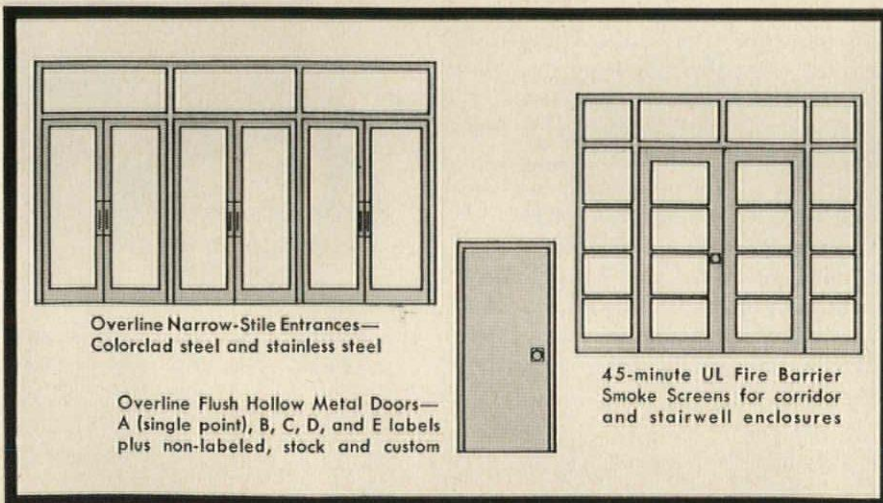 Overline Narrow-Stile Entrances—
Colorclad steel and stainless steel
Overline Flush Hollow Metal Doors—
A (single point), B, C, D, and E labels
plus non-labeled, stock and custom
45-minute UL Fire Barrier
Smoke Screens for corridor
and stairwell enclosures